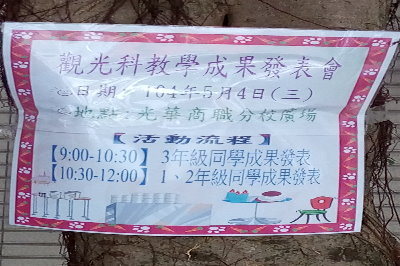 觀光科教學成果發表會
日期:104年5月4日(三)
地點:光華商職分校廣場
【活動流程】
【9:00-10:30】 3年級同學成果發表
【10:30-12:00】 1、2年級同學成果發表